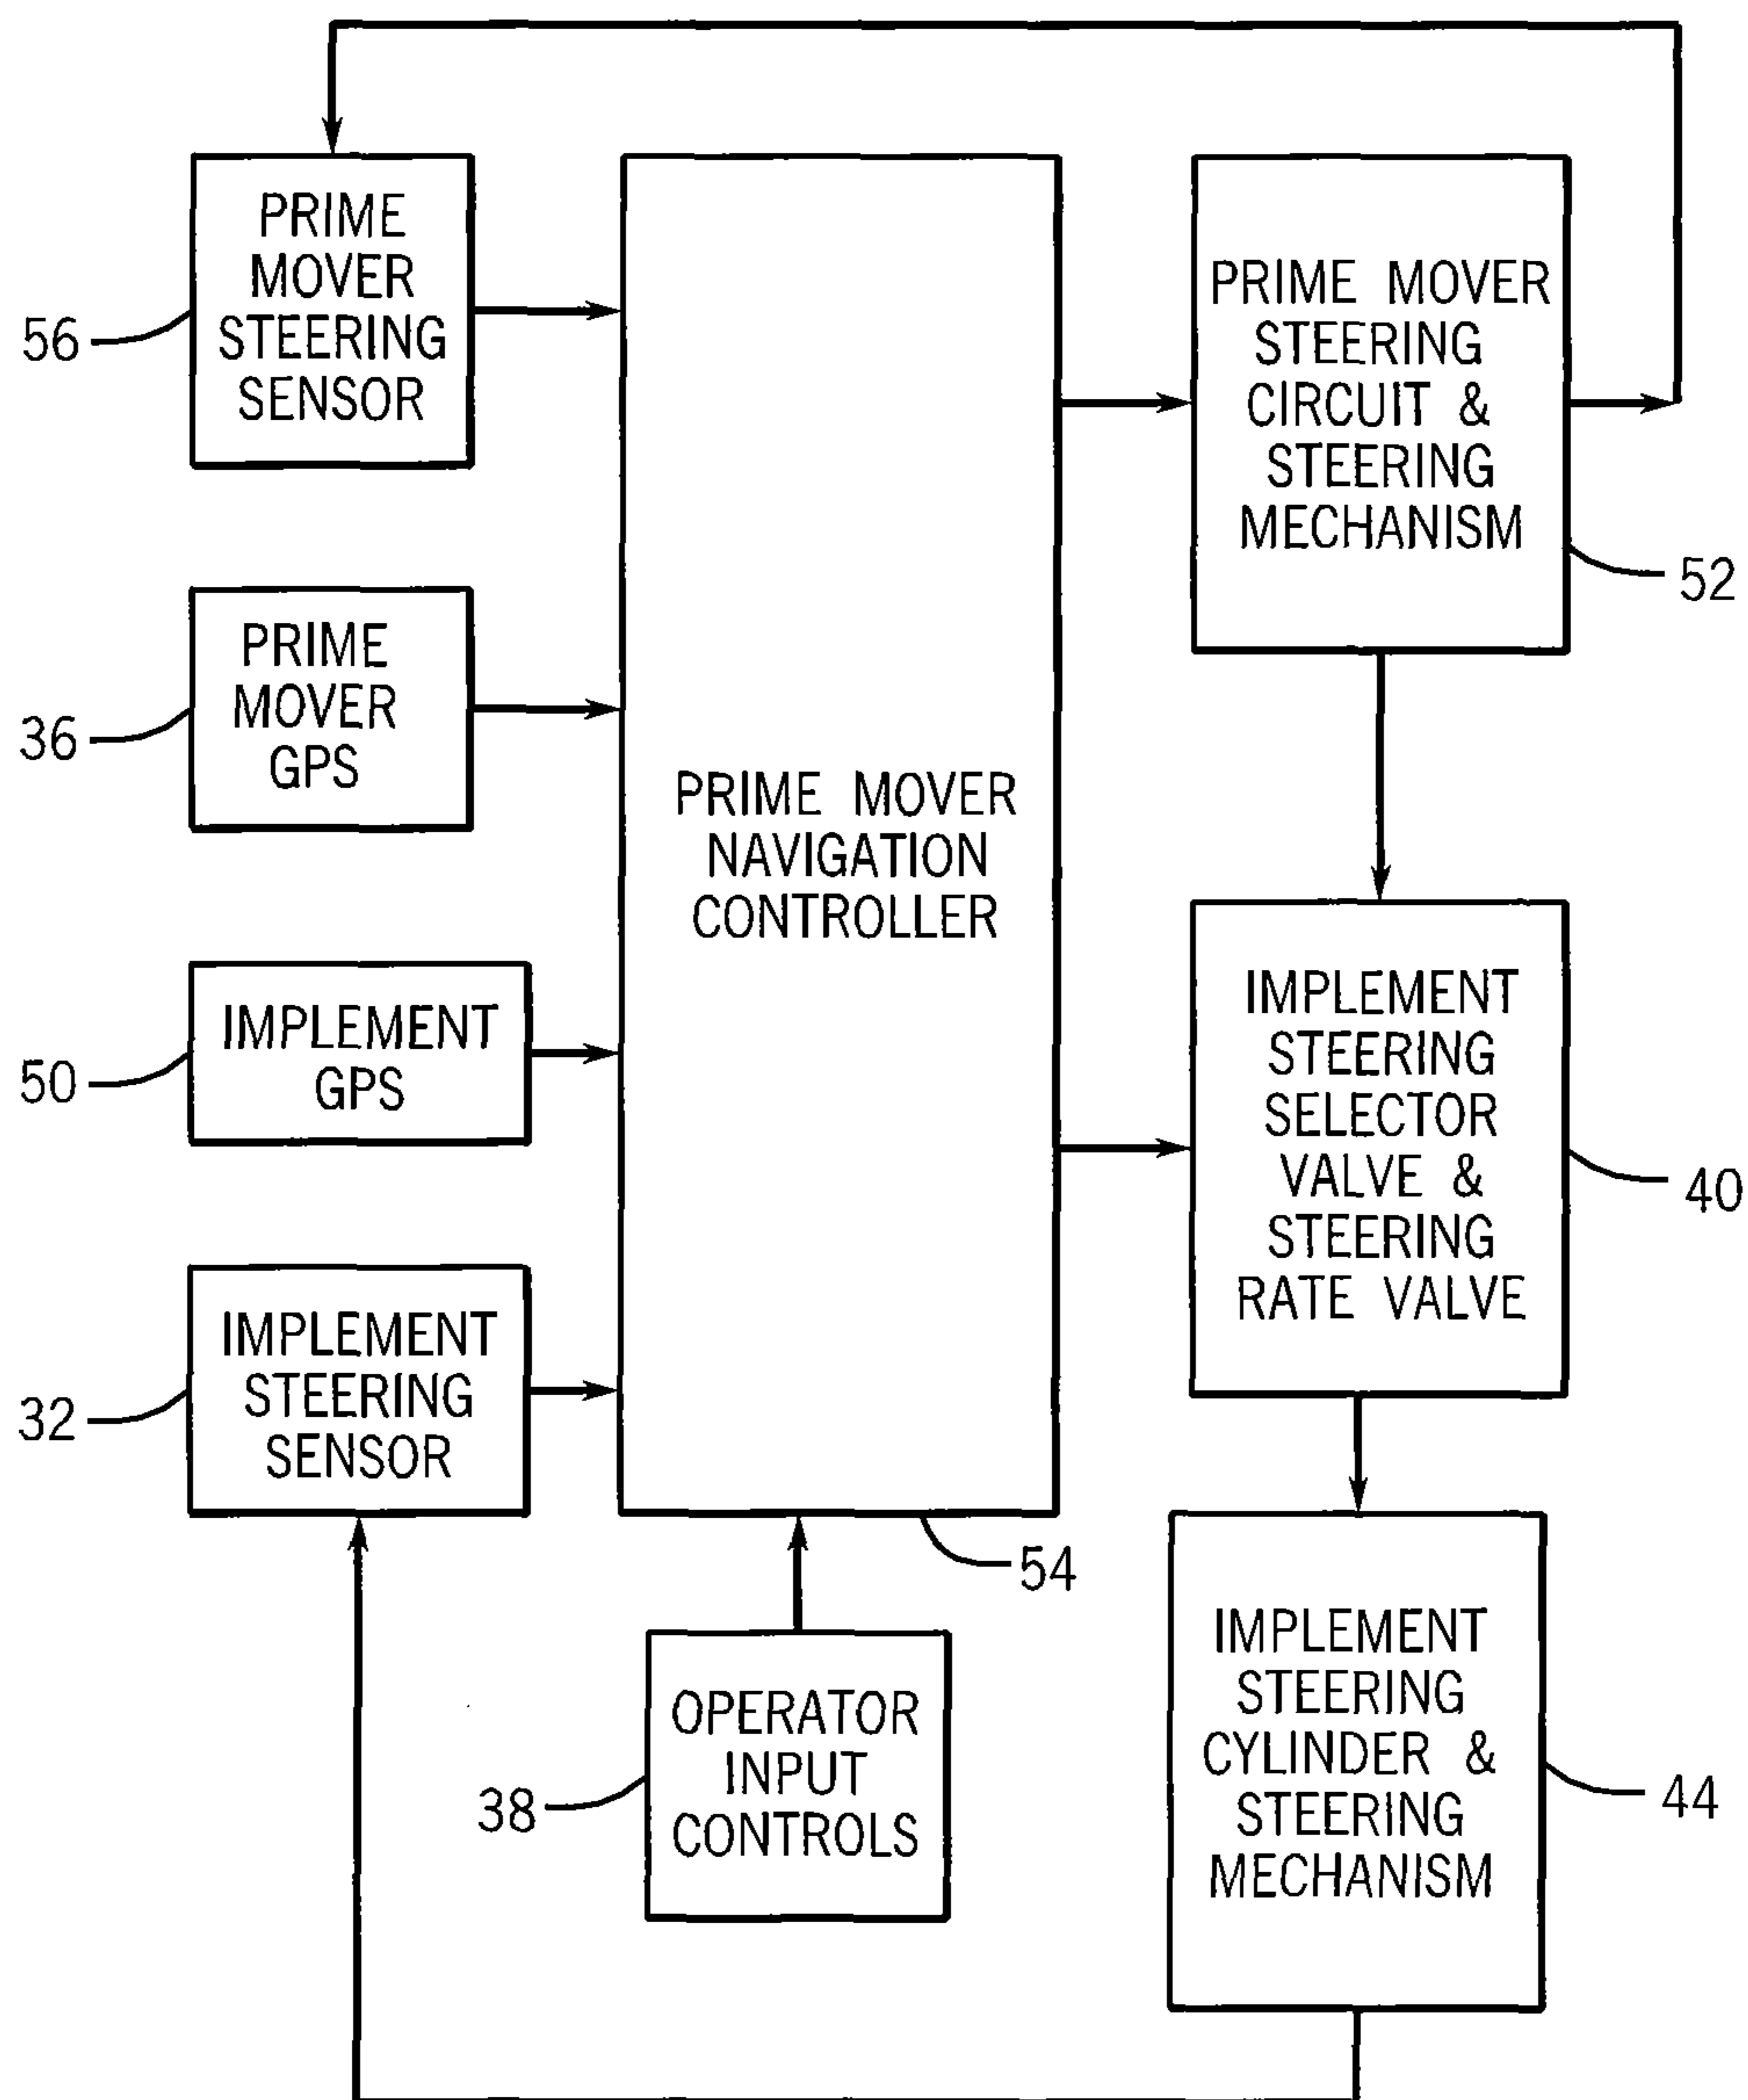 PRIME
MOVER
STEERING
SENSOR
56
PRIME
MOVER
GPS
36
IMPLEMENT
GPS
50
IMPLEMENT
STEERING
SENSOR
32
PRIME MOVER
NAVIGATION
CONTROLLER
54
OPERATOR
INPUT
CONTROLS
38
PRIME MOVER
STEERING
CIRCUIT &
STEERING
MECHANISM
52
IMPLEMENT
STEERING
SELECTOR
VALVE &
STEERING
RATE VALVE
40
IMPLEMENT
STEERING
CYLINDER &
STEERING
MECHANISM
44